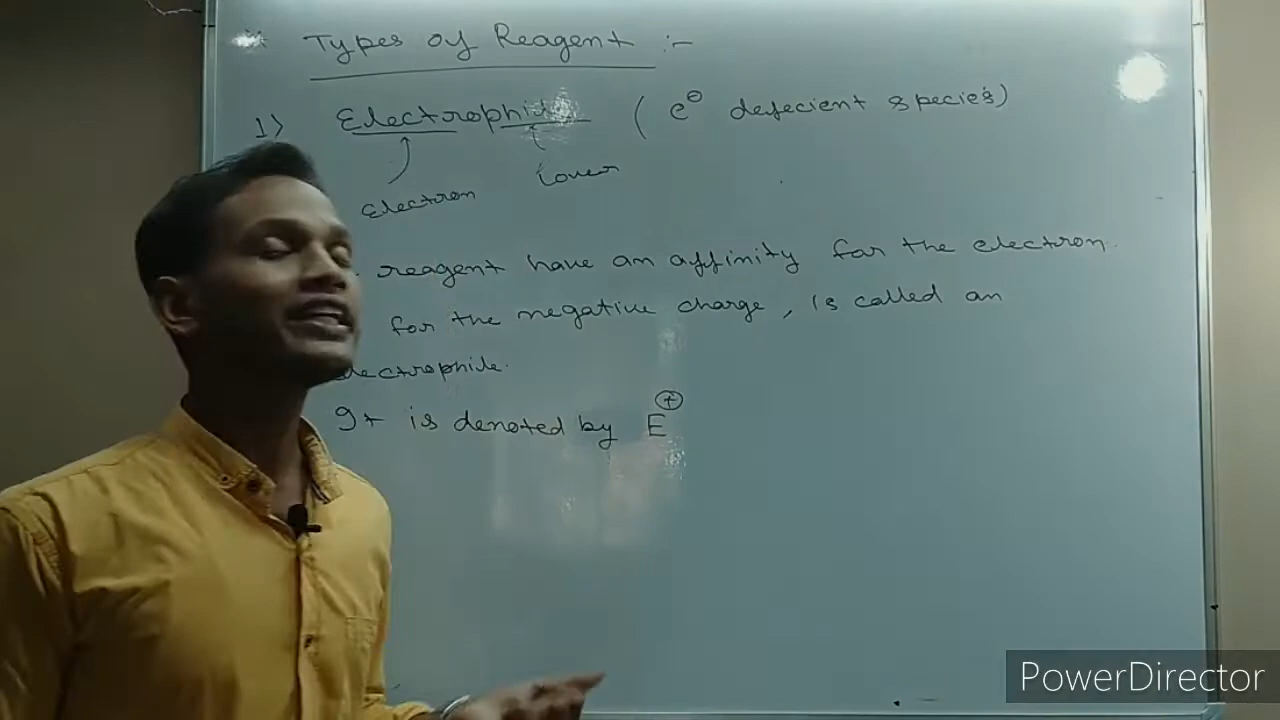 Types of Reagent :-
1> Electrophile ( e⊖ defecient species)
Electron
Lover
reagent have an affinity for the electron.
for the negative charge, is called an
electrophile.
It is denoted by E⊕
PowerDirector